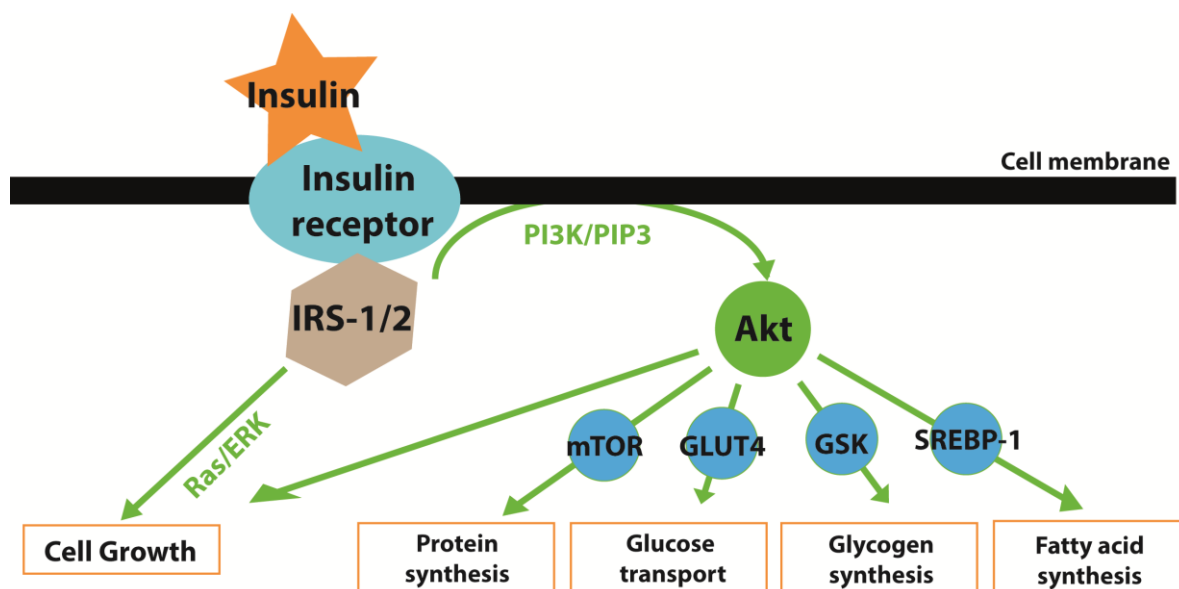 Insulin
Cell membrane
Insulin
receptor
PI3K/PIP3
IRS-1/2
Akt
Ras/ERK
mTOR
GLUT4
GSK
SREBP-1
Cell Growth
Protein
synthesis
Glucose
transport
Glycogen
synthesis
Fatty acid
synthesis